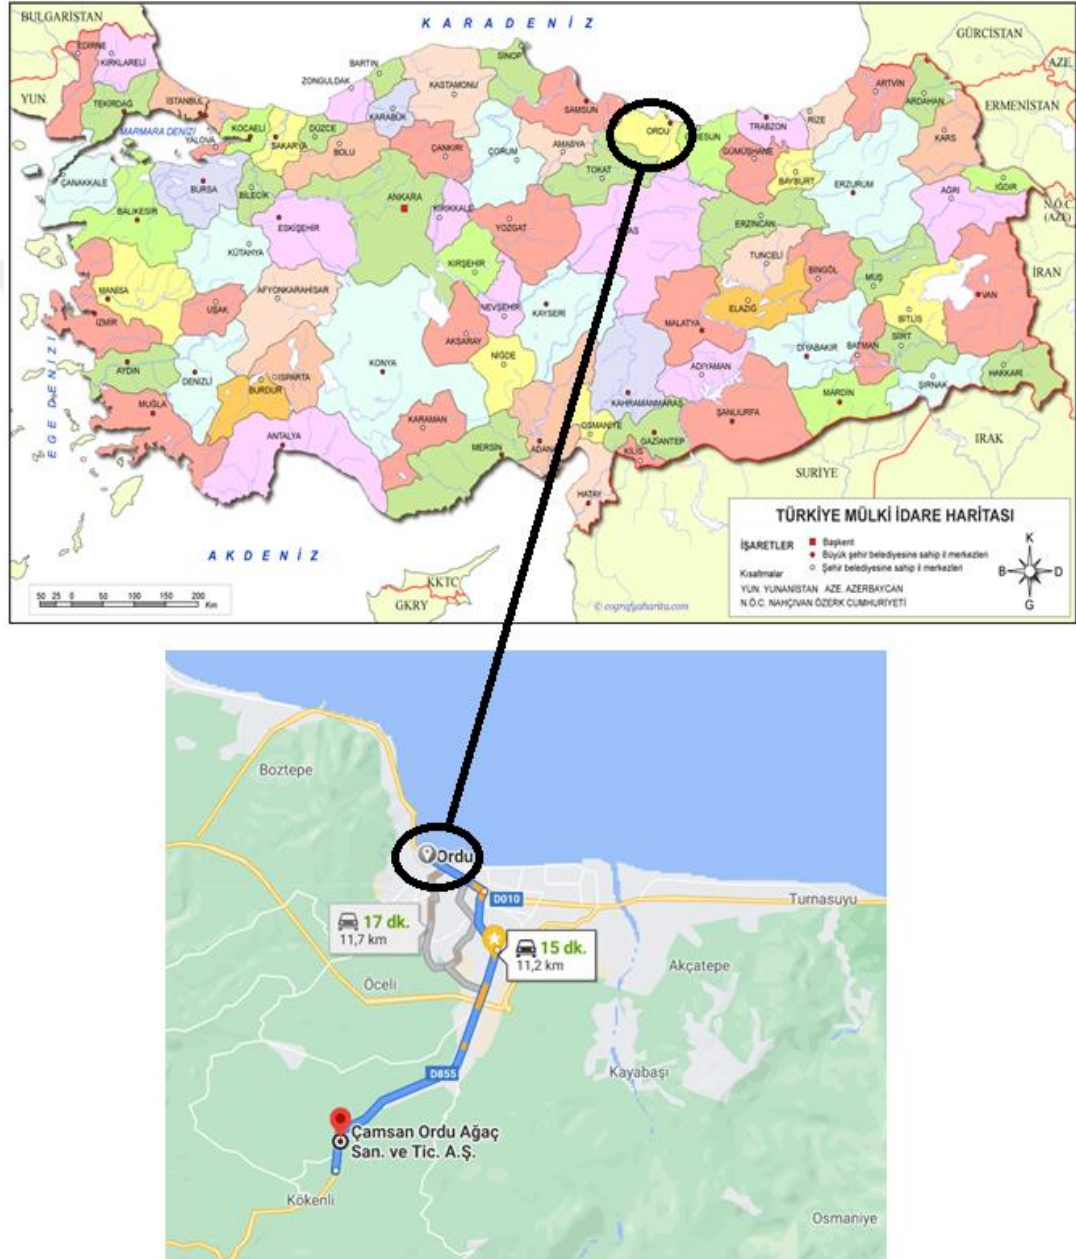 KARADENİZ
BULGARİSTAN
GÜRCİSTAN
EDİRNE
KIRKLARELİ
SİNOP
BARTIN
ZONGULDAK
KASTAMONU
ARTVİN
AZE.
ARDAHAN
YUN.
TEKİRDAĞ
İSTANBUL
KARABÜK
SAMSUN
ERMENİSTAN
MARMARA DENİZİ
KOCAELİ
DÜZCE
ORDU
TRABZON
RİZE
KARS
YALOVA
SAKARYA
BOLU
ÇANKIRI
ÇORUM
AMASYA
RESUN
GÜMÜŞHANE
ÇANAKKALE
BURSA
BİLECİK
TOKAT
BAYBURT
ERZURUM
AĞRI
IĞDIR
N.Ö.C.
(AZE)
BALIKESİR
ESKİŞEHİR
ANKARA
KIRIKKALE
YOZGAT
AS
ERZİNCAN
KÜTAHYA
KIRŞEHİR
TUNCELİ
BİNGÖL
MUŞ
İRAN
MANİSA
UŞAK
AFYONKARAHİSAR
NEVŞEHİR
KAYSERİ
ELAZIĞ
VAN
İZMİR
AKSARAY
MALATYA
BİTLİS
EGE DENİZİ
AYDIN
DENİZLİ
BURDUR
ISPARTA
KONYA
NİĞDE
ADIYAMAN
DİYABAKIR
BATMAN
SİİRT
MUĞLA
KARAMAN
KAHRAMANMARAŞ
MARDİN
ŞIRNAK
HAKKARİ
ANTALYA
MERSİN
ADANA
OSMANİYE
GAZİANTEP
ŞANLIURFA
KİLİS
IRAK
SURİYE
HATAY
AKDENİZ
KKTC
GKRY
50 25 0 50 100 150 200
Km
© cografyaharita.com
TÜRKİYE MÜLKİ İDARE HARİTASI
İŞARETLER
Başkent
Büyük şehir belediyesine sahip il merkezleri
Şehir belediyesine sahip il merkezleri
Kısaltmalar
YUN. YUNANİSTAN AZE. AZERBAYCAN
N.Ö.C. NAHÇIVAN ÖZERK CUMHURİYETİ
K
B
D
G
Boztepe
Ordu
D010
Turnasuyu
17 dk.
11,7 km
15 dk.
11,2 km
Akçatepe
Öceli
D855
Kayabaşı
Çamsan Ordu Ağaç
San. ve Tic. A.Ş.
Kökenli
Osmaniye